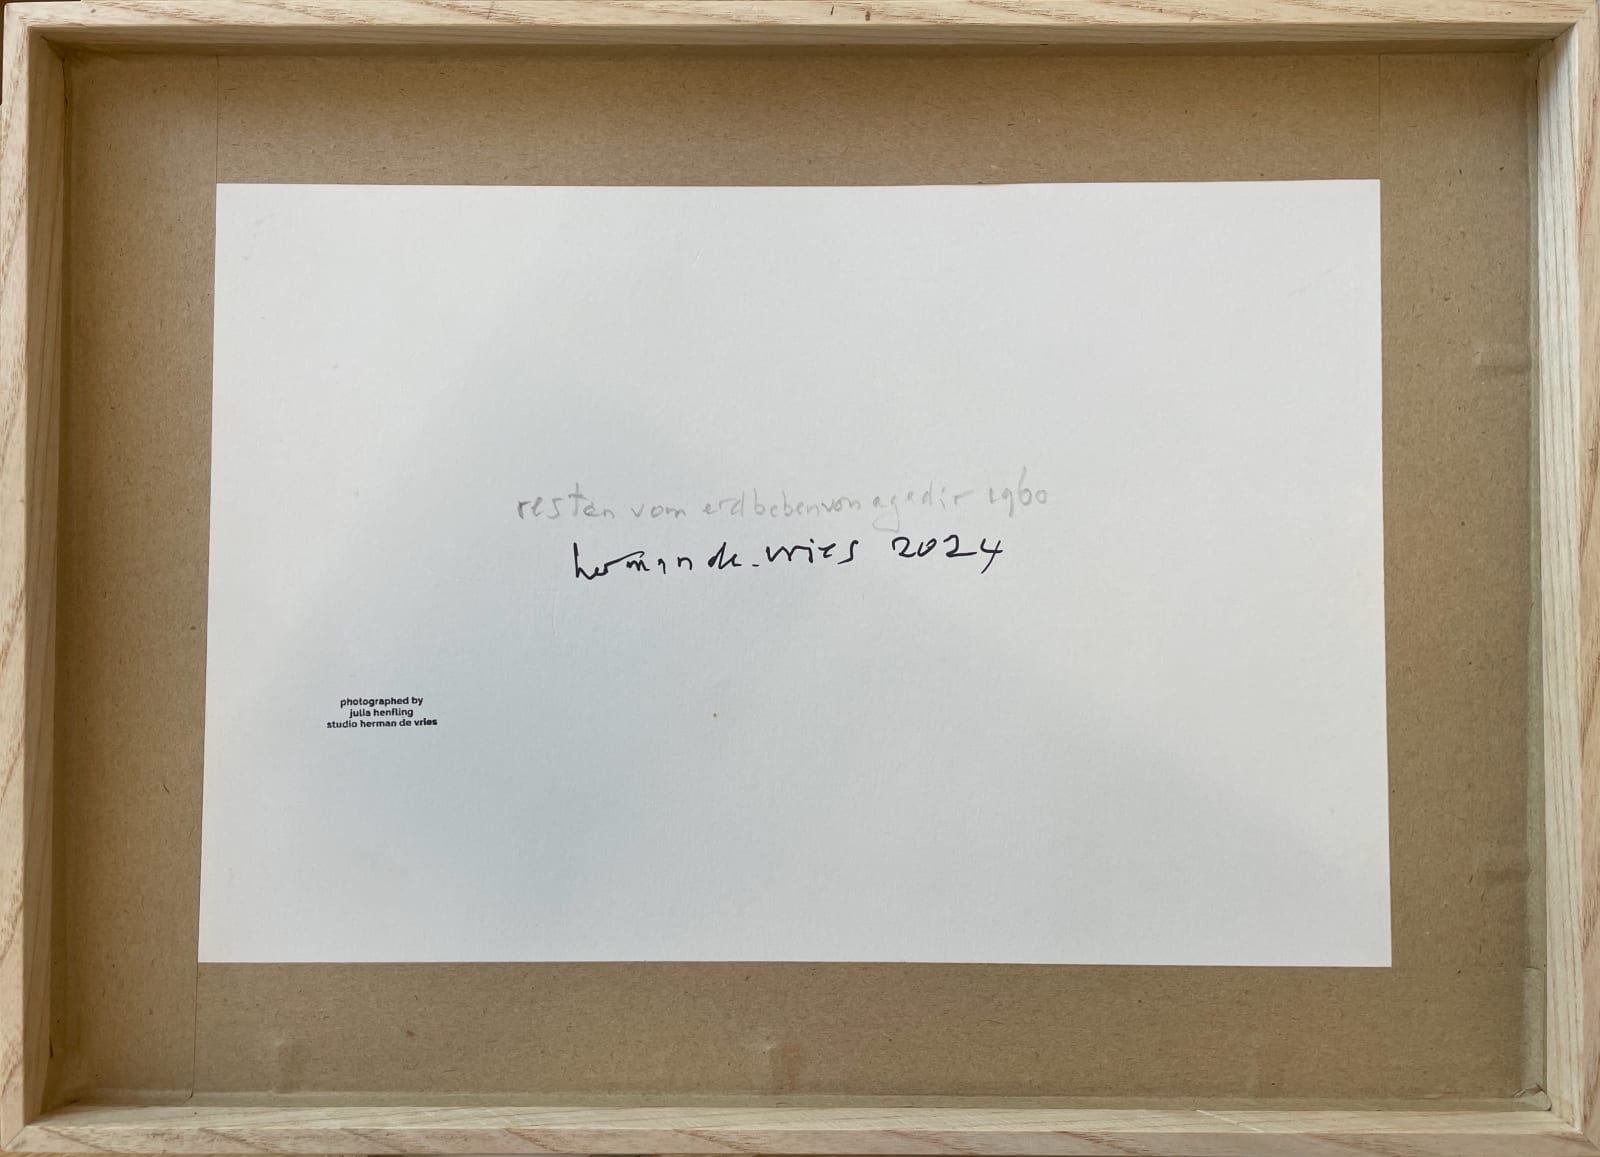 resten vom erdbeben von agadir 1960
herman de vries 2024
photographed by
julia henfling
studio herman de vries